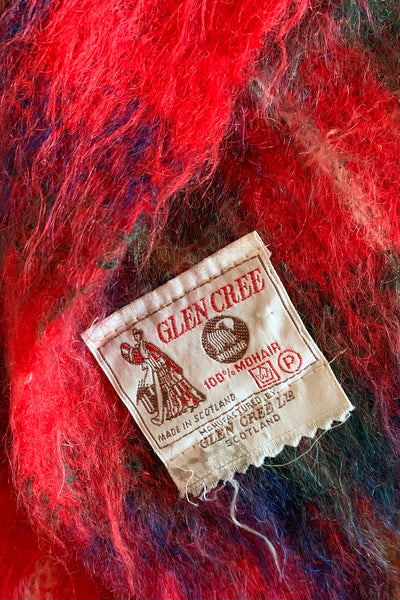 GLEN CREE
100% MOHAIR
MADE IN SCOTLAND
P
MANUFACTURED BY
GLEN CREE LTD
SCOTLAND